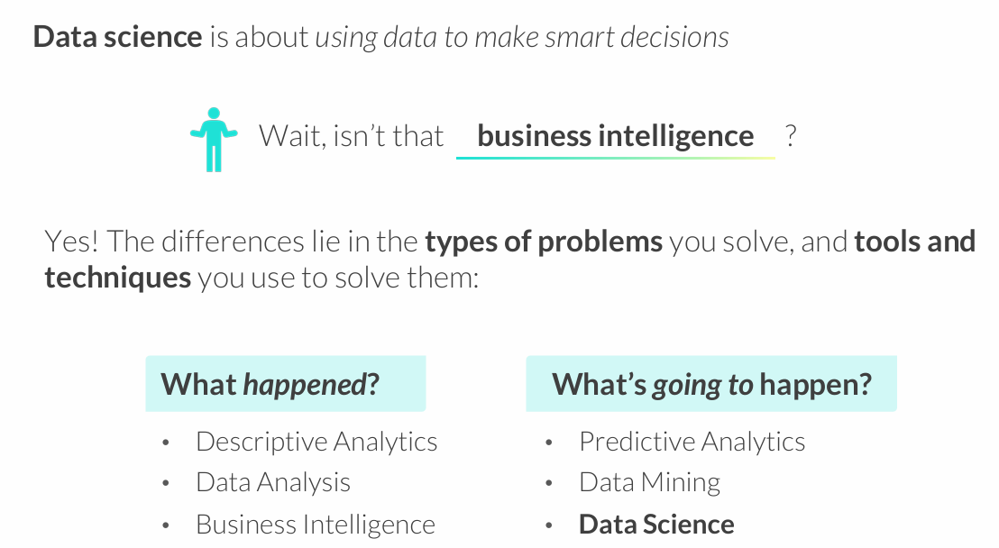 Data science is about using data to make smart decisions
Wait, isn't that business intelligence ?
Yes! The differences lie in the types of problems you solve, and tools and
techniques you use to solve them:
What happened?
• Descriptive Analytics
• Data Analysis
• Business Intelligence
What's going to happen?
• Predictive Analytics
• Data Mining
• Data Science